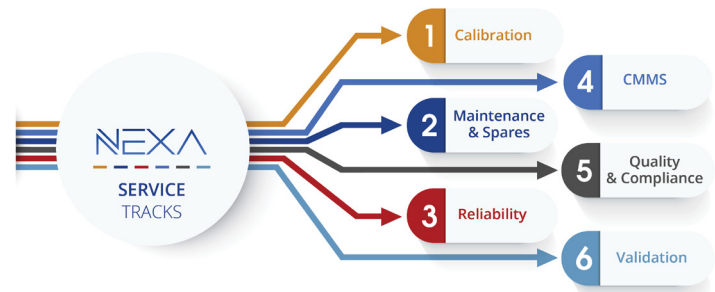 NEXA
SERVICE
TRACKS
1
Calibration
2
Maintenance
& Spares
3
Reliability
4
CMMS
5
Quality
& Compliance
6
Validation